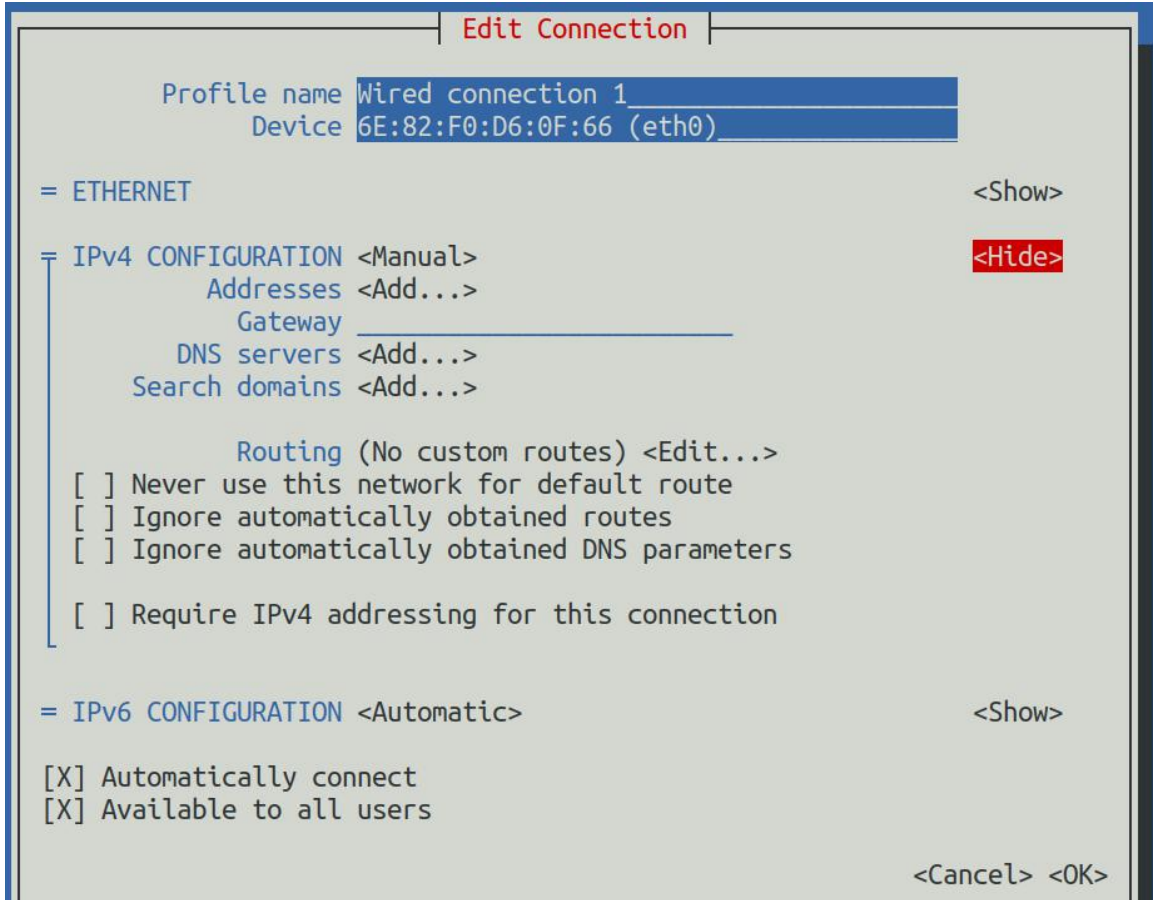 Edit Connection
Profile name Wired connection 1
Device 6E:82:F0:D6:0F:66 (eth0)
= ETHERNET <Show>
= IPv4 CONFIGURATION <Manual> <Hide>
Addresses <Add...>
Gateway
DNS servers <Add...>
Search domains <Add...>
Routing (No custom routes) <Edit...>
[ ] Never use this network for default route
[ ] Ignore automatically obtained routes
[ ] Ignore automatically obtained DNS parameters
[ ] Require IPv4 addressing for this connection
= IPv6 CONFIGURATION <Automatic> <Show>
[X] Automatically connect
[X] Available to all users
<Cancel> <OK>